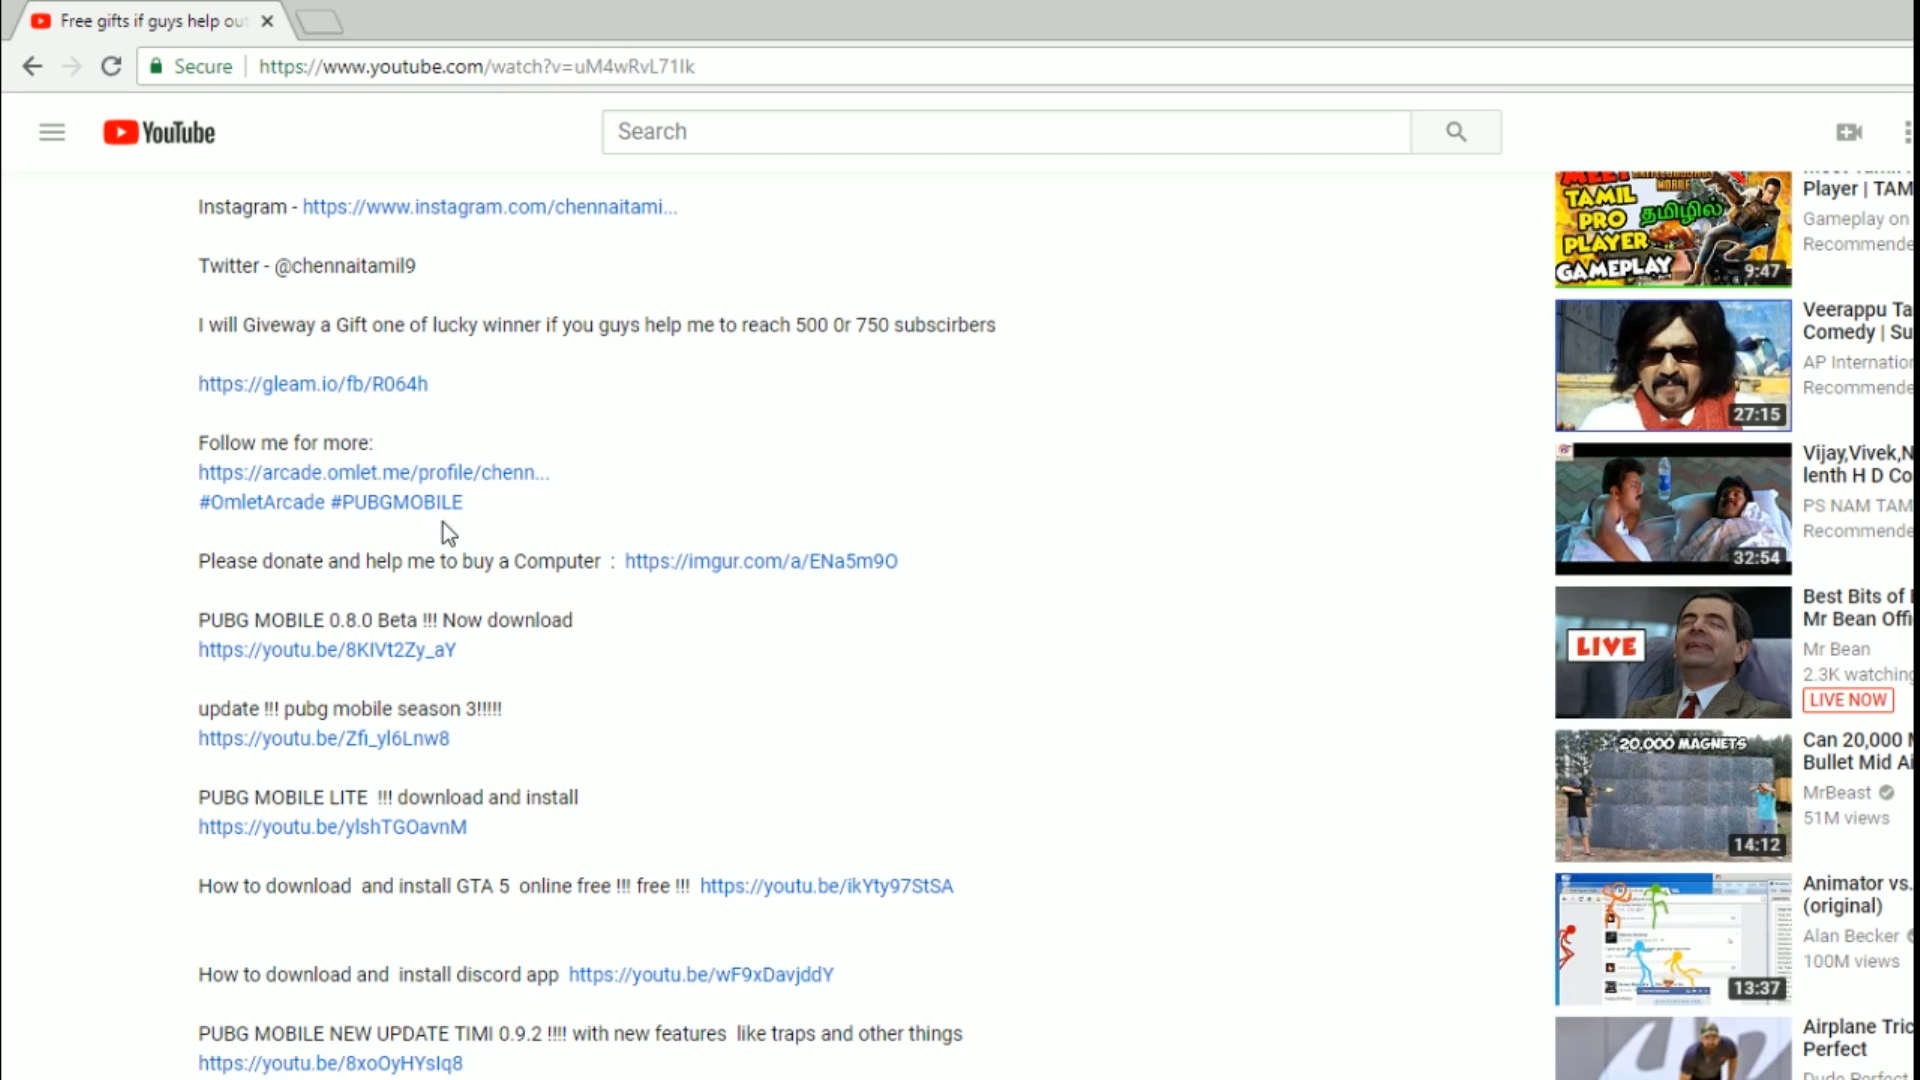 Free gifts if guys help out
Secure
https://www.youtube.com/watch?v=uM4wRvL71Ik
YouTube
Search
Instagram - https://www.instagram.com/chennaitami...
Twitter - @chennaitamil9
I will Giveway a Gift one of lucky winner if you guys help me to reach 500 0r 750 subscirbers
https://gleam.io/fb/R064h
Follow me for more:
https://arcade.omlet.me/profile/chenn...
#OmletArcade #PUBGMOBILE
Please donate and help me to buy a Computer  :  https://imgur.com/a/ENa5m9O
PUBG MOBILE 0.8.0 Beta !!! Now download
https://youtu.be/8KIVt2Zy_aY
update !!! pubg mobile season 3!!!!!
https://youtu.be/Zfi_yl6Lnw8
PUBG MOBILE LITE  !!! download and install
https://youtu.be/ylshTGOavnM
How to download  and install GTA 5  online free !!! free !!!  https://youtu.be/ikYty97StSA
How to download and  install discord app  https://youtu.be/wF9xDavjddY
PUBG MOBILE NEW UPDATE TIMI 0.9.2 !!!! with new features  like traps and other things
https://youtu.be/8xoOyHYsIq8
MEET
TAMIL
PRO
PLAYER
GAMEPLAY
தமிழில்
9:47
Player | TAM
Gameplay on
Recommende
27:15
Veerappu Ta
Comedy | Su
AP Internation
Recommende
32:54
Vijay,Vivek,N
lenth H D Co
PS NAM TAM
Recommende
LIVE
Best Bits of
Mr Bean Offi
Mr Bean
2.3K watching
LIVE NOW
20,000 MAGNETS
14:12
Can 20,000
Bullet Mid Ai
MrBeast
51M views
13:37
Animator vs.
(original)
Alan Becker
100M views
Airplane Tric
Perfect
Dude Perfect